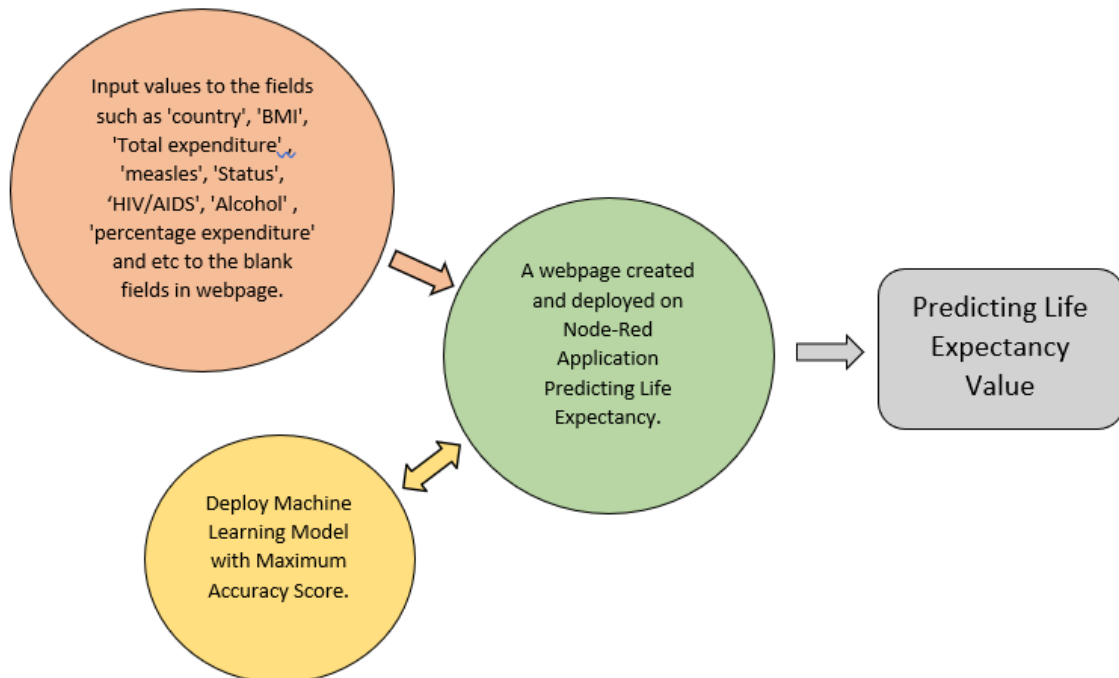 Input values to the fields
such as 'country', 'BMI',
'Total expenditure' ,
'measles', 'Status',
‘HIV/AIDS', 'Alcohol' ,
'percentage expenditure'
and etc to the blank
fields in webpage.
A webpage created
and deployed on
Node-Red
Application
Predicting Life
Expectancy.
Predicting Life
Expectancy
Value
Deploy Machine
Learning Model
with Maximum
Accuracy Score.